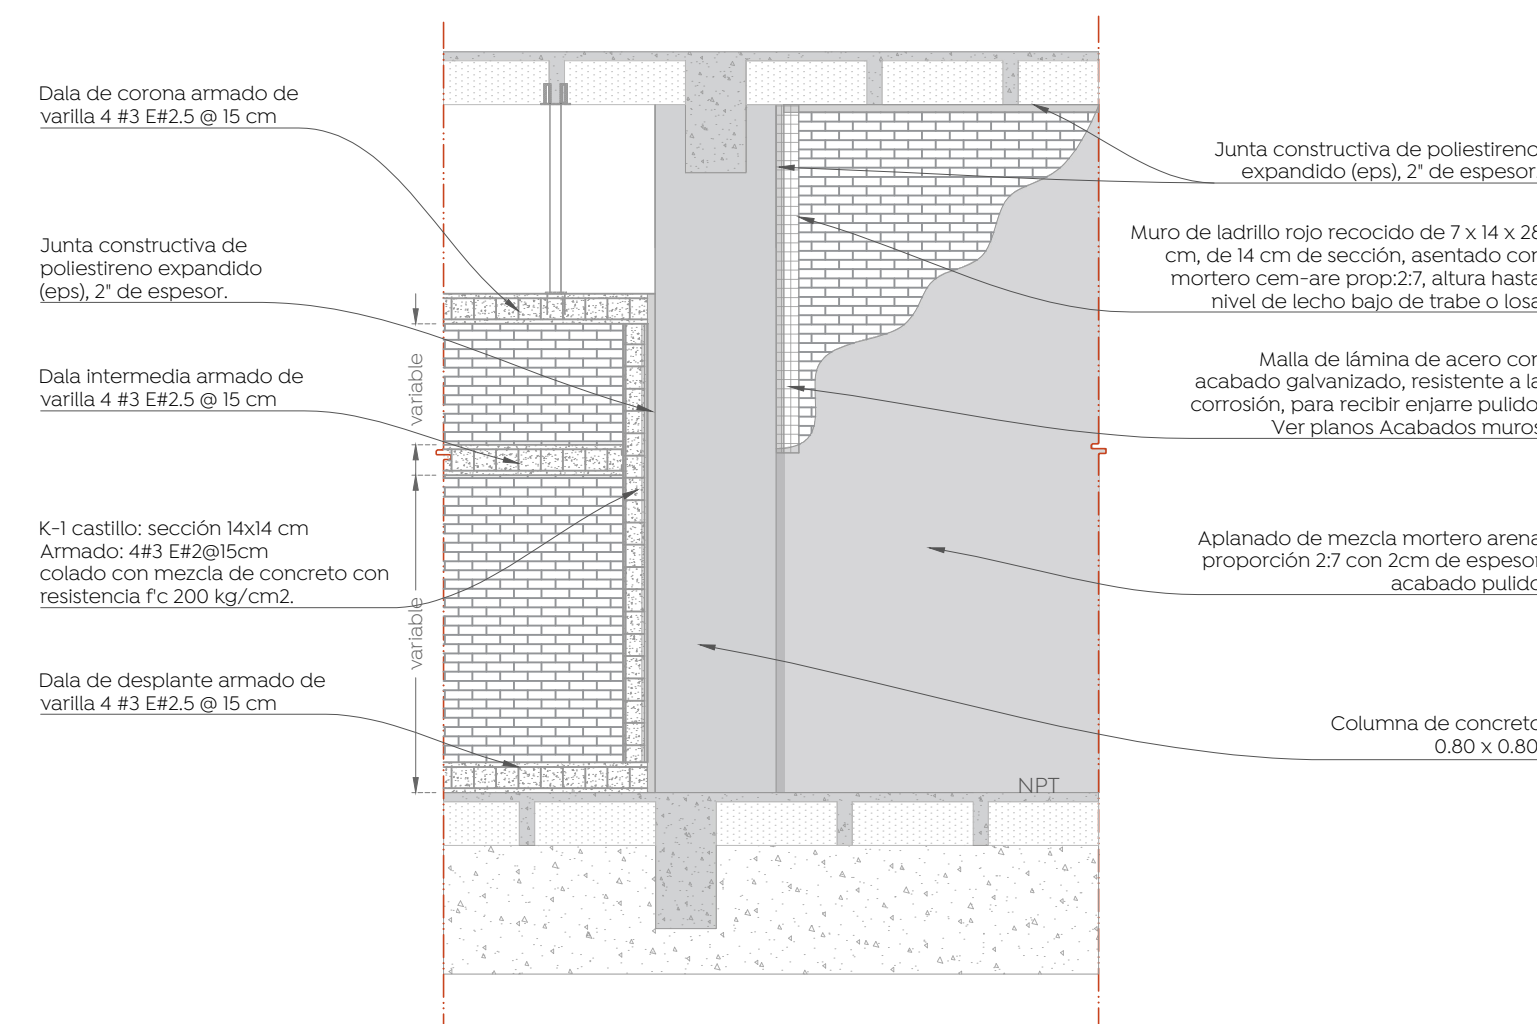 Dala de corona armado de
varilla 4 #3 E#2.5 @ 15 cm
Junta constructiva de
poliestireno expandido
(eps), 2" de espesor.
Dala intermedia armado de
varilla 4 #3 E#2.5 @ 15 cm
K-1 castillo: sección 14x14 cm
Armado: 4#3 E#2@15cm
colado con mezcla de concreto con
resistencia f'c 200 kg/cm2.
Dala de desplante armado de
varilla 4 #3 E#2.5 @ 15 cm
variable
variable
NPT
Junta constructiva de poliestireno
expandido (eps), 2" de espesor.
Muro de ladrillo rojo recocido de 7 x 14 x 28
cm, de 14 cm de sección, asentado con
mortero cem-are prop:2:7, altura hasta
nivel de lecho bajo de trabe o losa
Malla de lámina de acero con
acabado galvanizado, resistente a la
corrosión, para recibir enjarre pulido.
Ver planos Acabados muros
Aplanado de mezcla mortero arena
proporción 2:7 con 2cm de espesor
acabado pulido
Columna de concreto
0.80 x 0.80